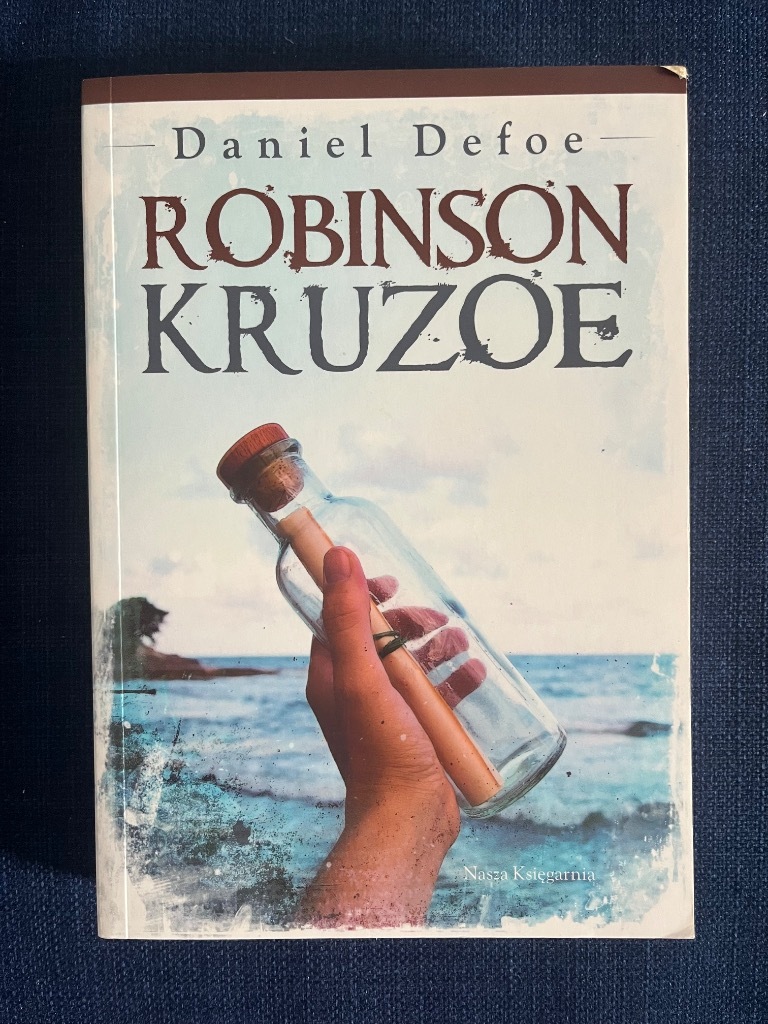 Daniel Defoe
ROBINSON
KRUZOE
Nasza Księgarnia